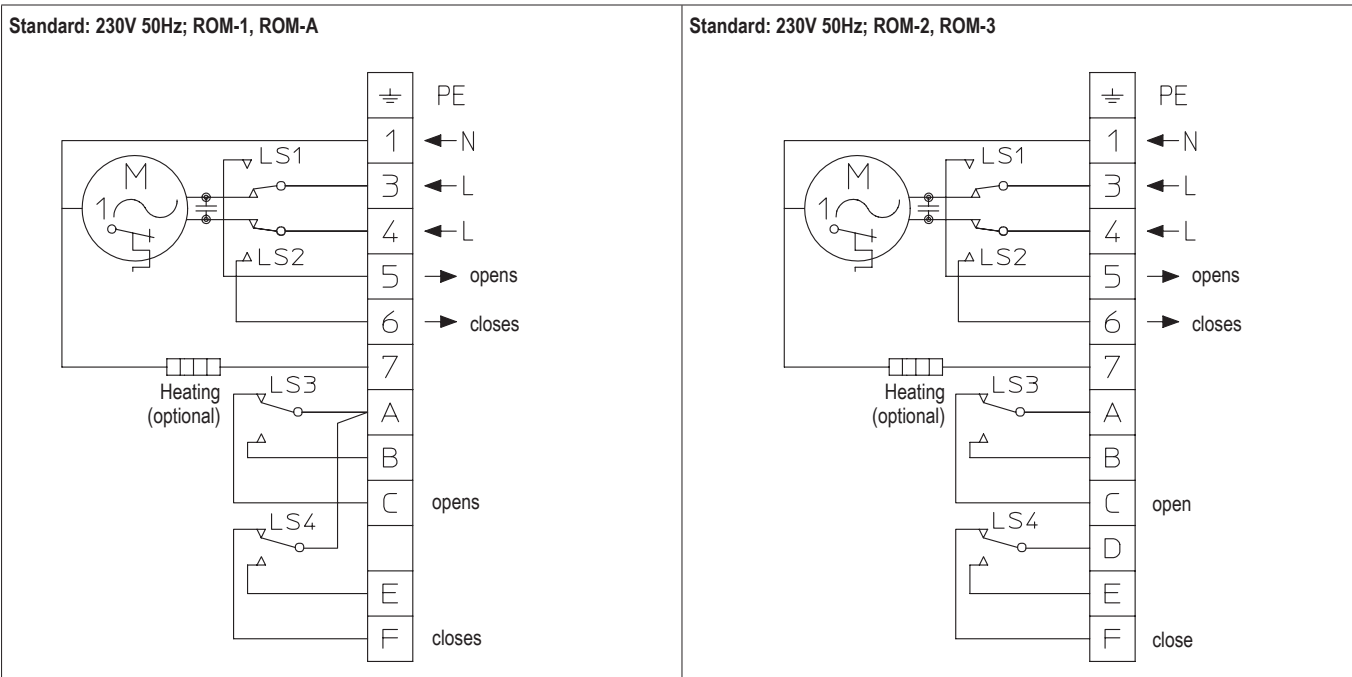 Standard: 230V 50Hz; ROM-1, ROM-A
PE
1 N
LS1
M
1
3 L
4 L
LS2
5 opens
6 closes
7
Heating
(optional)
LS3
A
B
C opens
LS4
E
F closes
Standard: 230V 50Hz; ROM-2, ROM-3
PE
1 N
LS1
M
1
3 L
4 L
LS2
5 opens
6 closes
7
Heating
(optional)
LS3
A
B
C open
LS4
D
E
F close